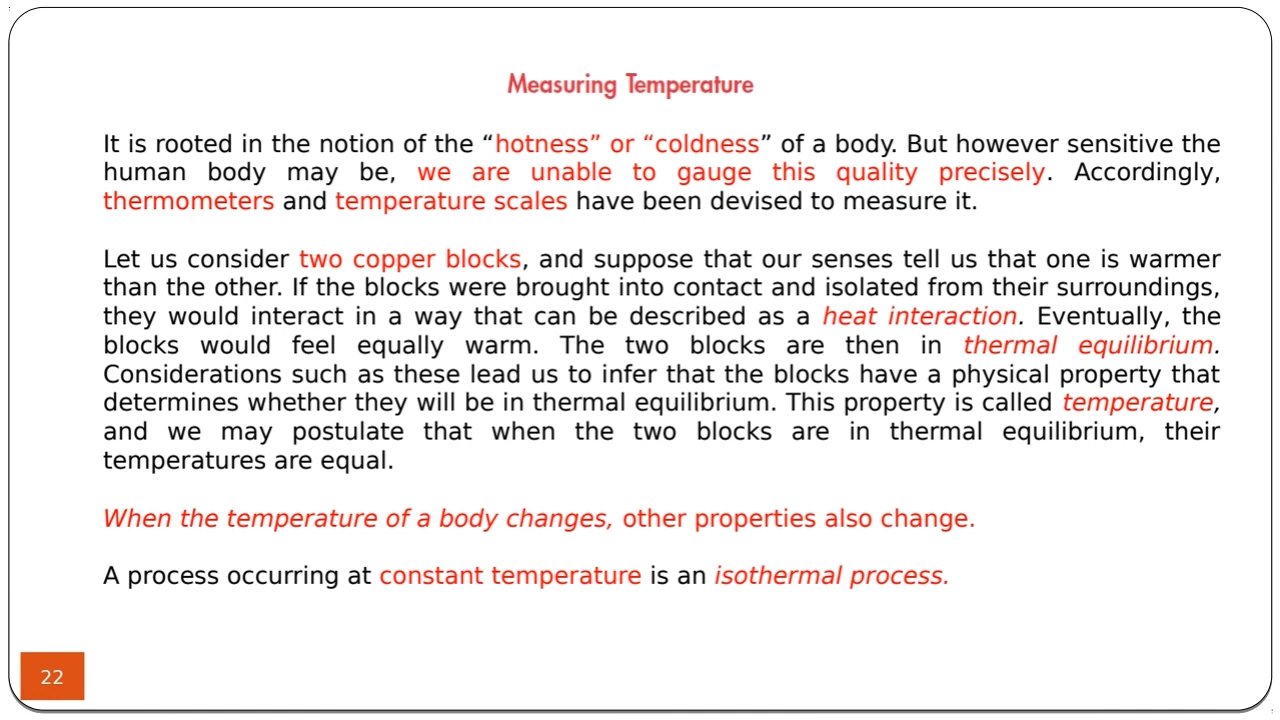 Measuring Temperature
It is rooted in the notion of the “hotness” or “coldness” of a body. But however sensitive the
human body may be, we are unable to gauge this quality precisely. Accordingly,
thermometers and temperature scales have been devised to measure it.
Let us consider two copper blocks, and suppose that our senses tell us that one is warmer
than the other. If the blocks were brought into contact and isolated from their surroundings,
they would interact in a way that can be described as a heat interaction. Eventually, the
blocks would feel equally warm. The two blocks are then in thermal equilibrium.
Considerations such as these lead us to infer that the blocks have a physical property that
determines whether they will be in thermal equilibrium. This property is called temperature,
and we may postulate that when the two blocks are in thermal equilibrium, their
temperatures are equal.
When the temperature of a body changes, other properties also change.
A process occurring at constant temperature is an isothermal process.
22